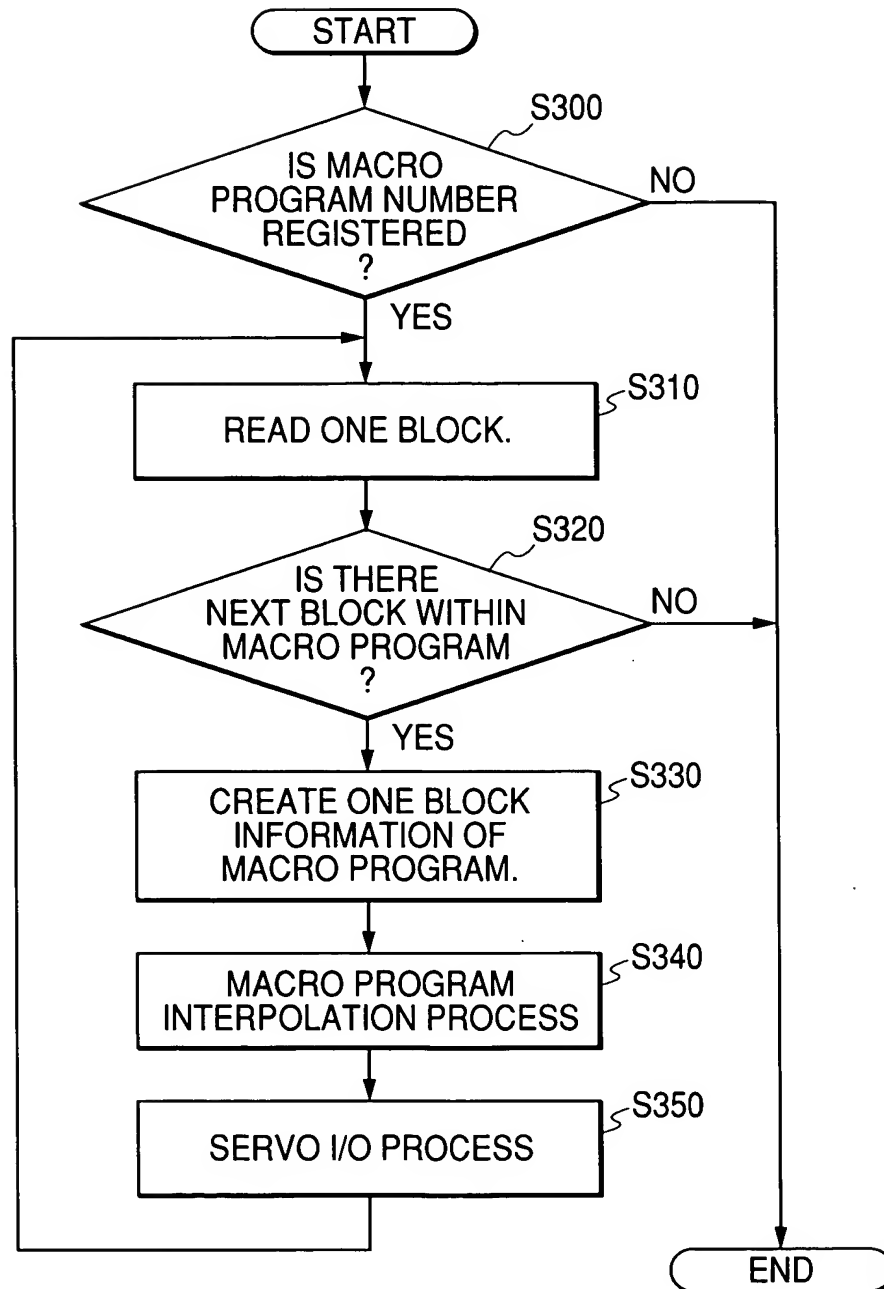 START
S300
IS MACRO
PROGRAM NUMBER
REGISTERED
?
NO
YES
S310
READ ONE BLOCK.
S320
IS THERE
NEXT BLOCK WITHIN
MACRO PROGRAM
?
NO
YES
S330
CREATE ONE BLOCK
INFORMATION OF
MACRO PROGRAM.
S340
MACRO PROGRAM
INTERPOLATION PROCESS
S350
SERVO I/O PROCESS
END